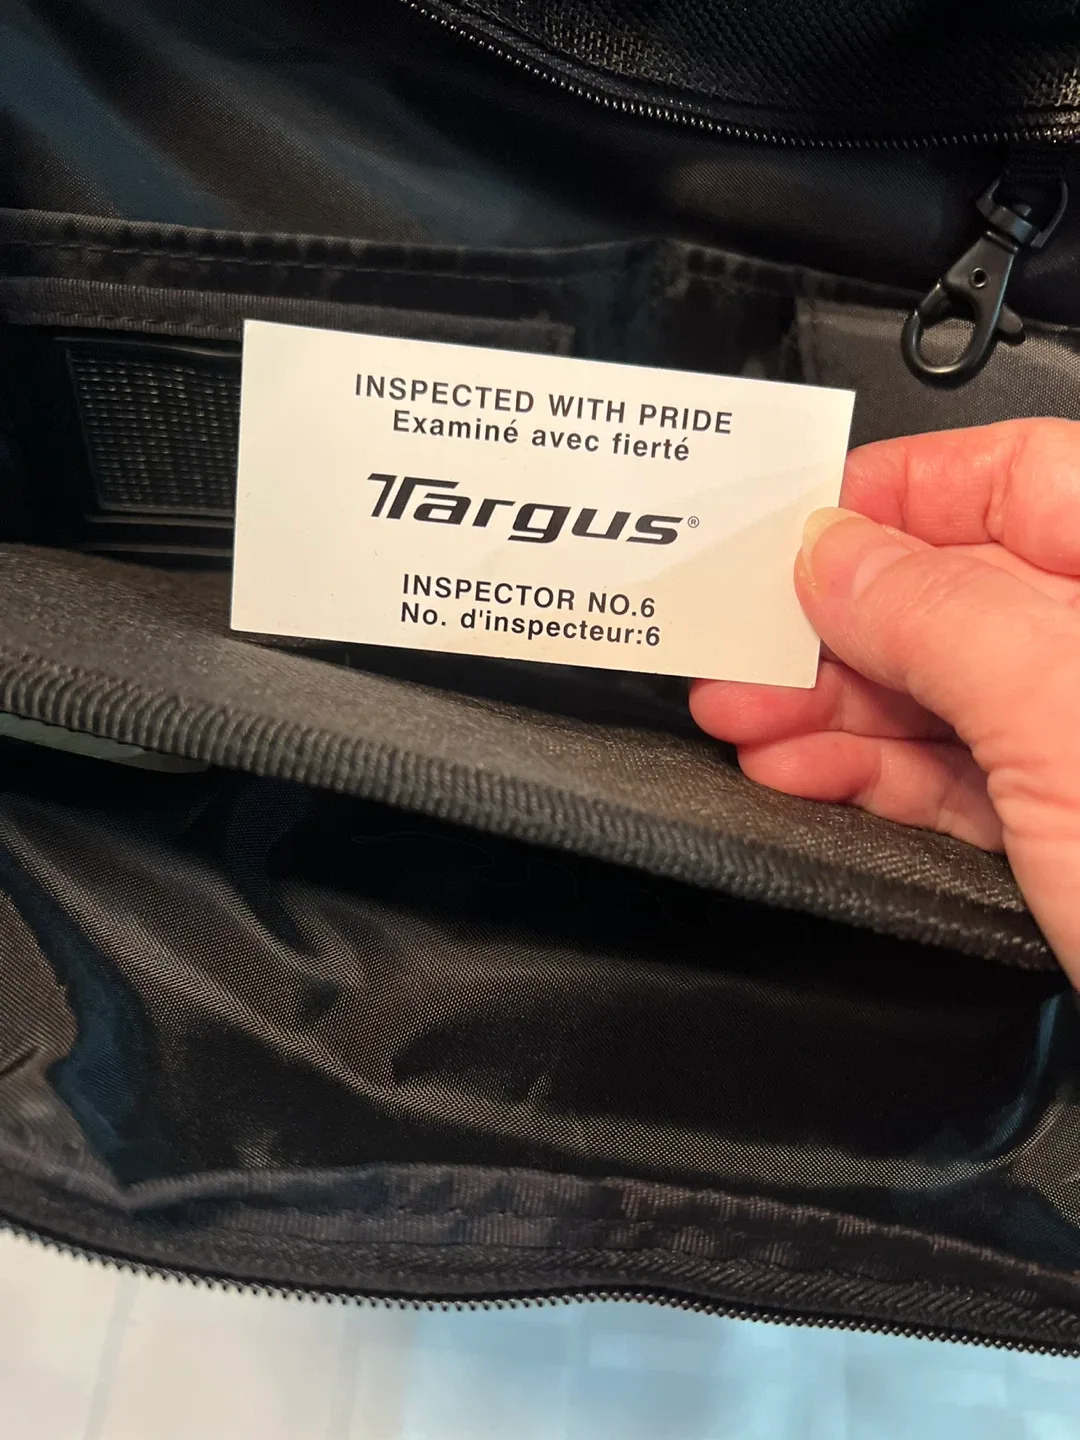 INSPECTED WITH PRIDE
Examiné avec fierté
Targus®
INSPECTOR NO.6
No. d'inspecteur:6